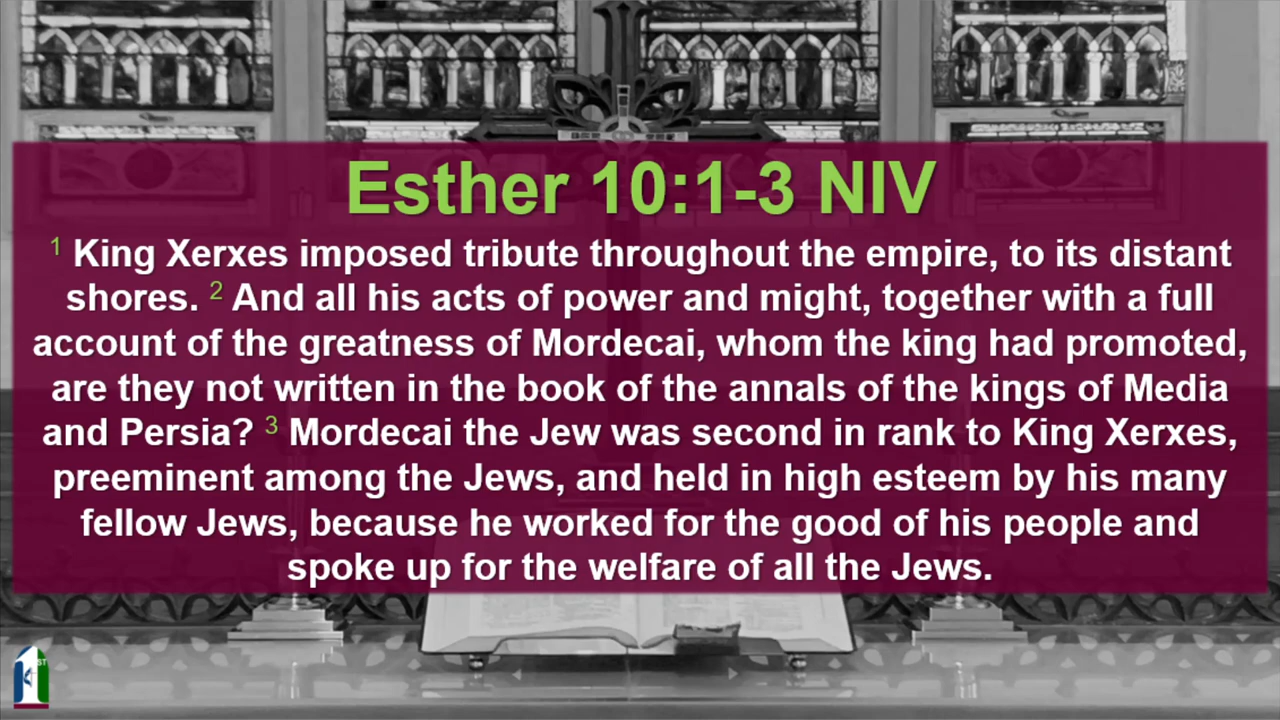 Esther 10:1-3 NIV
1 King Xerxes imposed tribute throughout the empire, to its distant
shores. 2 And all his acts of power and might, together with a full
account of the greatness of Mordecai, whom the king had promoted,
are they not written in the book of the annals of the kings of Media
and Persia? 3 Mordecai the Jew was second in rank to King Xerxes,
preeminent among the Jews, and held in high esteem by his many
fellow Jews, because he worked for the good of his people and
spoke up for the welfare of all the Jews.
1ST